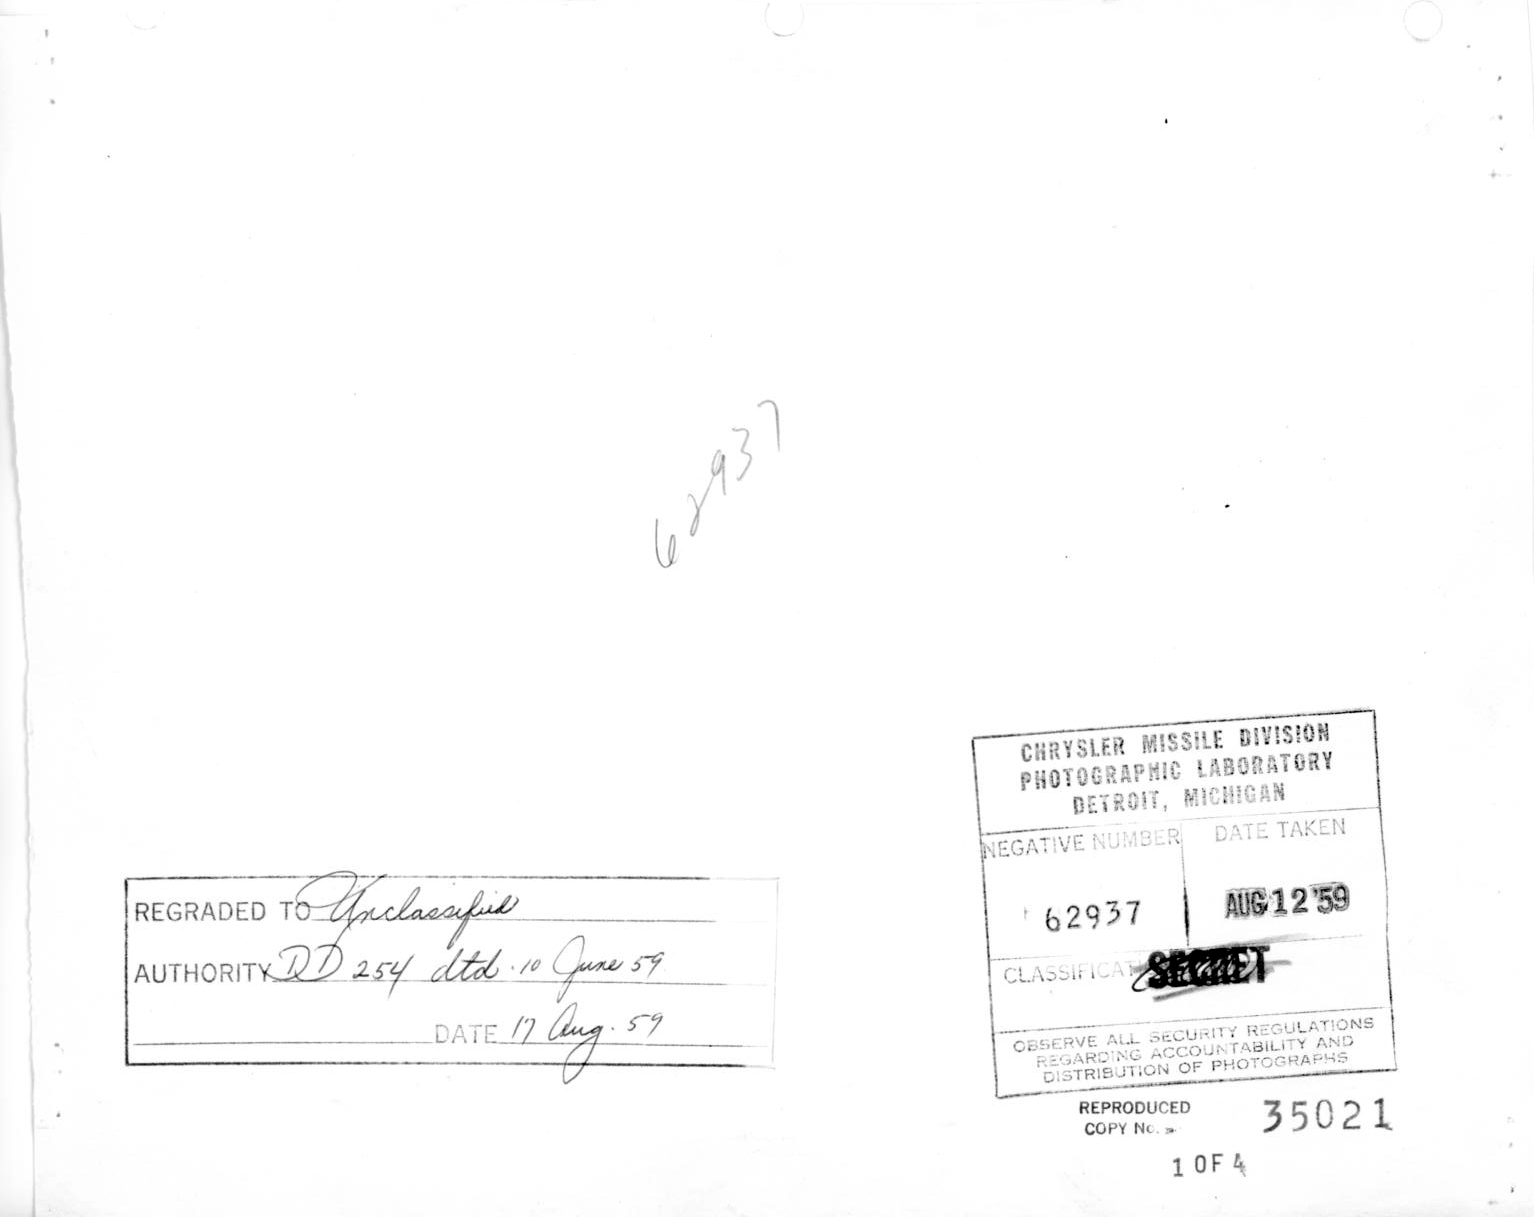 62937
REGRADED TO Unclassified
AUTHORITY DD 254 dtd. 10 June 59
DATE 17 Aug. 59
CHRYSLER MISSILE DIVISION
PHOTOGRAPHIC LABORATORY
DETROIT, MICHIGAN
NEGATIVE NUMBER DATE TAKEN
62937 AUG 12 '59
CLASSIFICAT SECRET
OBSERVE ALL SECURITY REGULATIONS
REGARDING ACCOUNTABILITY AND
DISTRIBUTION OF PHOTOGRAPHS
REPRODUCED
COPY No. 35021
1 OF 4